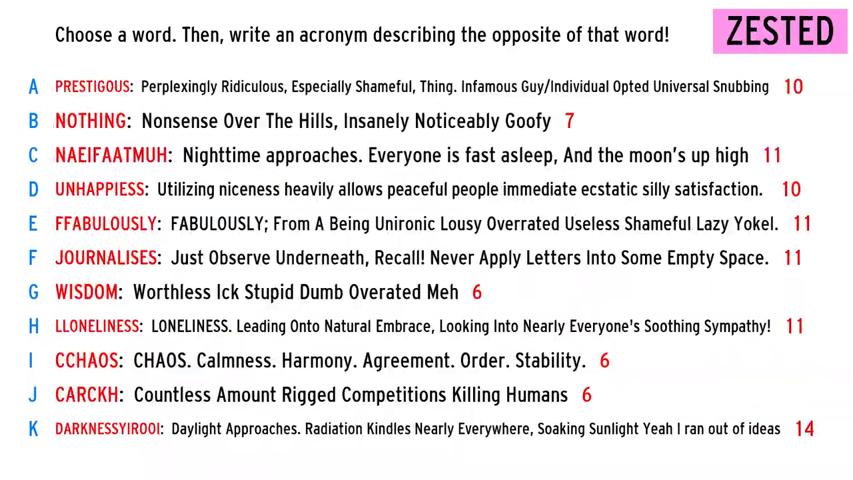 Choose a word. Then, write an acronym describing the opposite of that word!
ZESTED
A PRESTIGOUS: Perplexingly Ridiculous, Especially Shameful, Thing. Infamous Guy/Individual Opted Universal Snubbing 10
B NOTHING: Nonsense Over The Hills, Insanely Noticeably Goofy 7
C NAEIFAATMUH: Nighttime approaches. Everyone is fast asleep, And the moon's up high 11
D UNHAPPIESS: Utilizing niceness heavily allows peaceful people immediate ecstatic silly satisfaction. 10
E FFABULOUSLY: FABULOUSLY; From A Being Unironic Lousy Overrated Useless Shameful Lazy Yokel. 11
F JOURNALISES: Just Observe Underneath, Recall! Never Apply Letters Into Some Empty Space. 11
G WISDOM: Worthless Ick Stupid Dumb Overated Meh 6
H LLONELINESS: LONELINESS. Leading Onto Natural Embrace, Looking Into Nearly Everyone's Soothing Sympathy! 11
I CCHAOS: CHAOS. Calmness. Harmony. Agreement. Order. Stability. 6
J CARCKH: Countless Amount Rigged Competitions Killing Humans 6
K DARKNESSYIROOI: Daylight Approaches. Radiation Kindles Nearly Everywhere, Soaking Sunlight Yeah I ran out of ideas 14